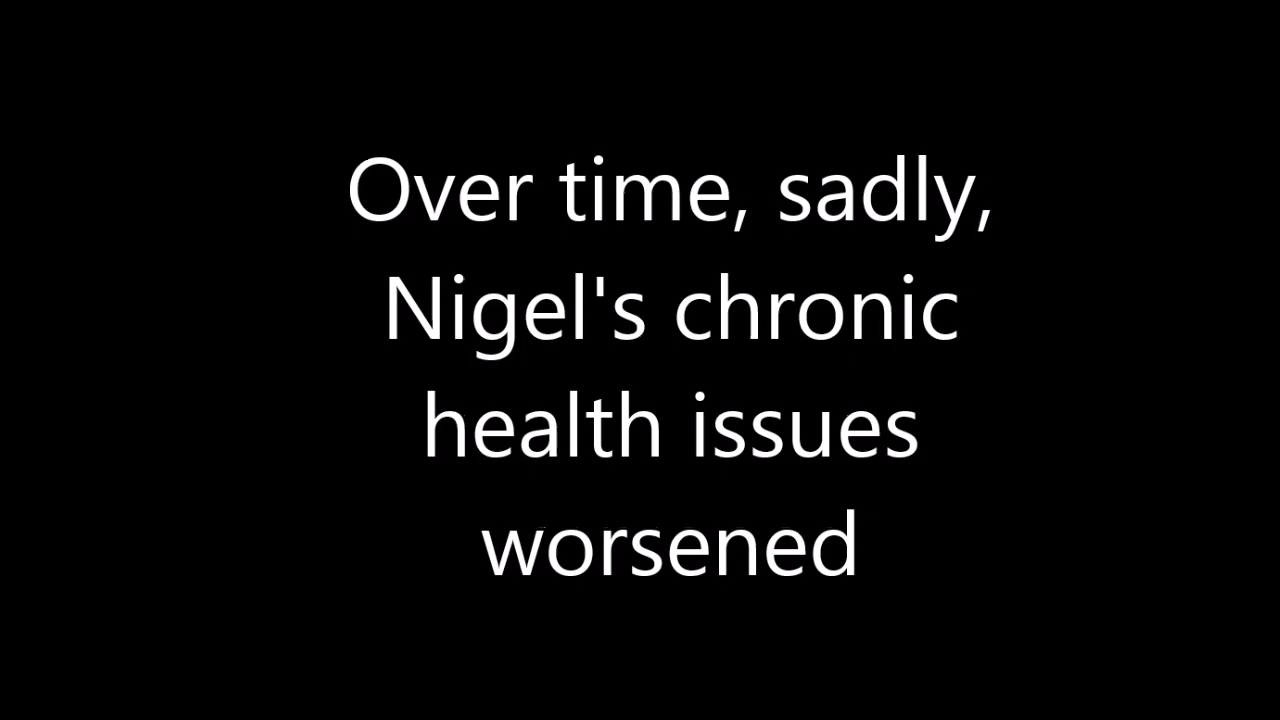 Over time, sadly,
Nigel's chronic
health issues
worsened